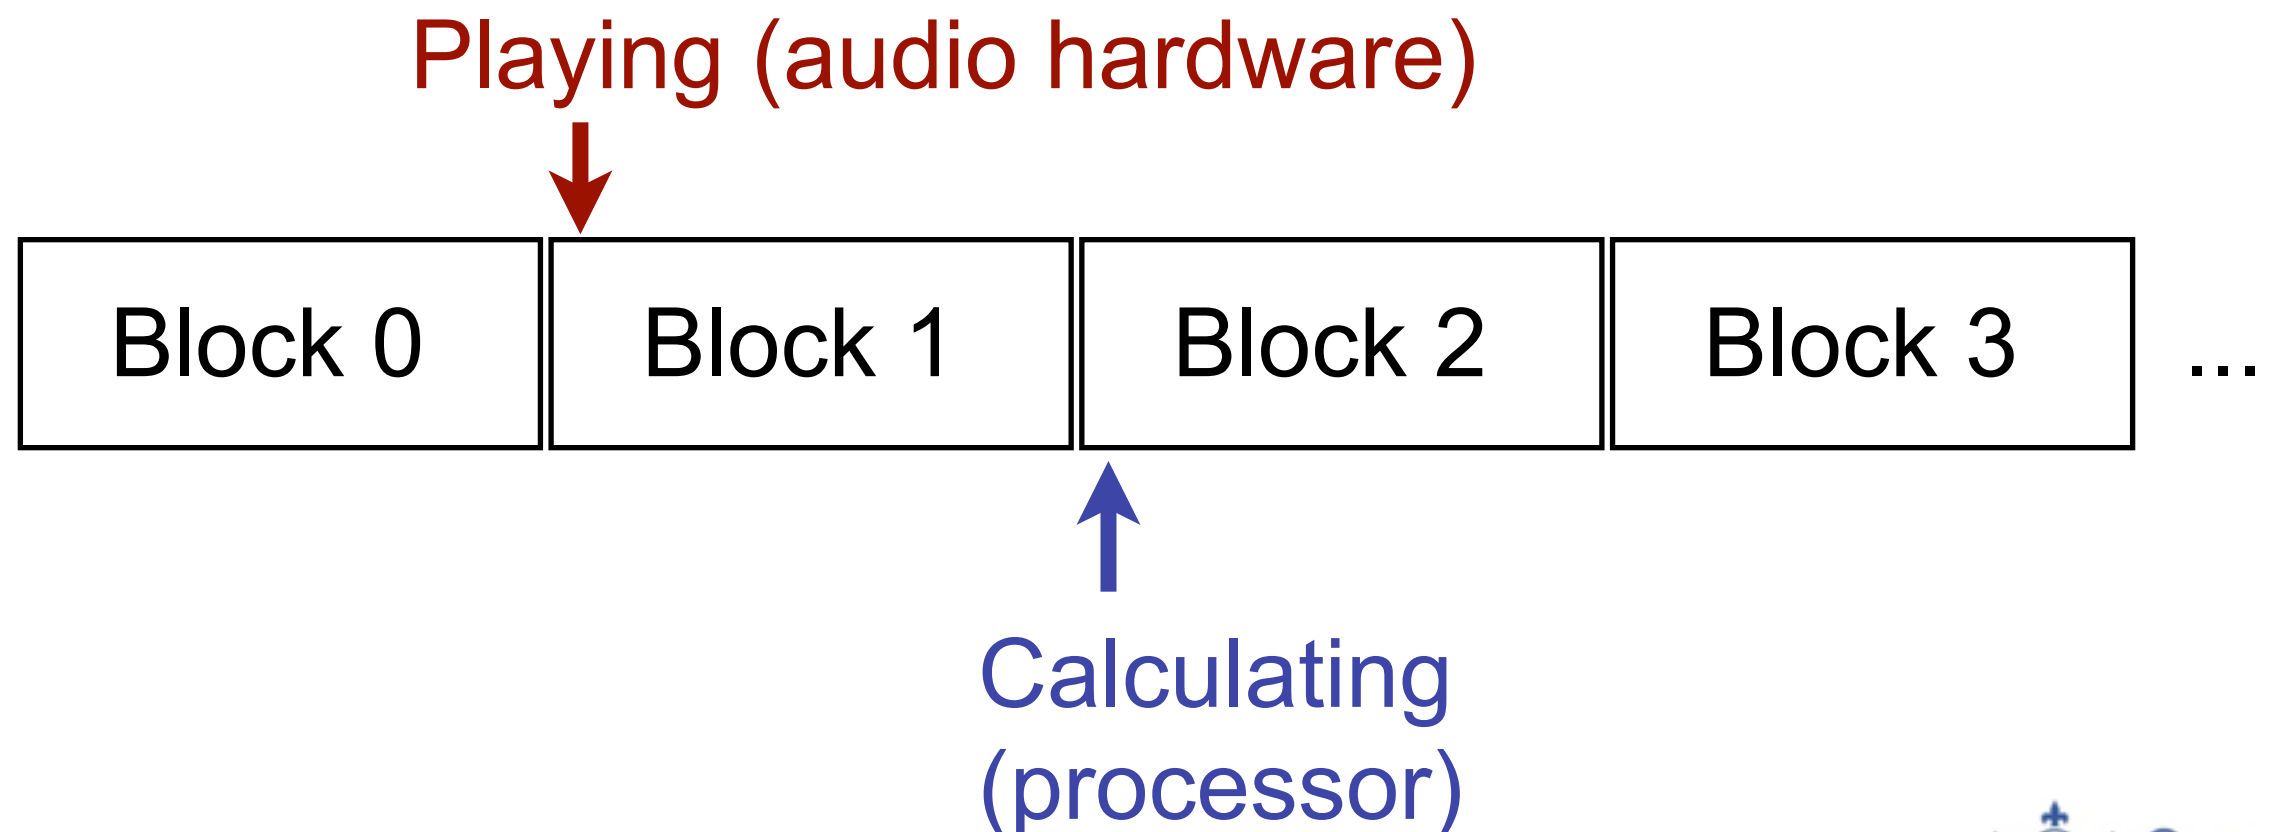 Playing (audio hardware)
Block 0 Block 1 Block 2 Block 3 ...
Calculating
(processor)